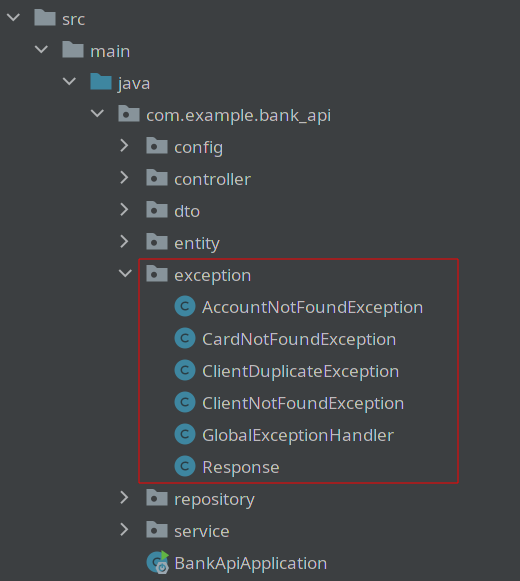 src
main
java
com.example.bank_api
config
controller
dto
entity
exception
AccountNotFoundException
CardNotFoundException
ClientDuplicateException
ClientNotFoundException
GlobalExceptionHandler
Response
repository
service
BankApiApplication